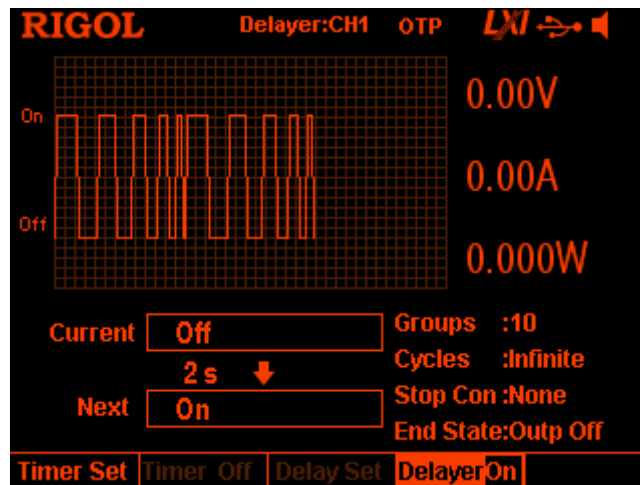 RIGOL Delayer:CH1 OTP LXI
On
Off
0.00V
0.00A
0.000W
Current Off
2 s
Next On
Groups :10
Cycles :Infinite
Stop Con :None
End State:Outp Off
Timer Set Timer Off Delay Set Delayer On